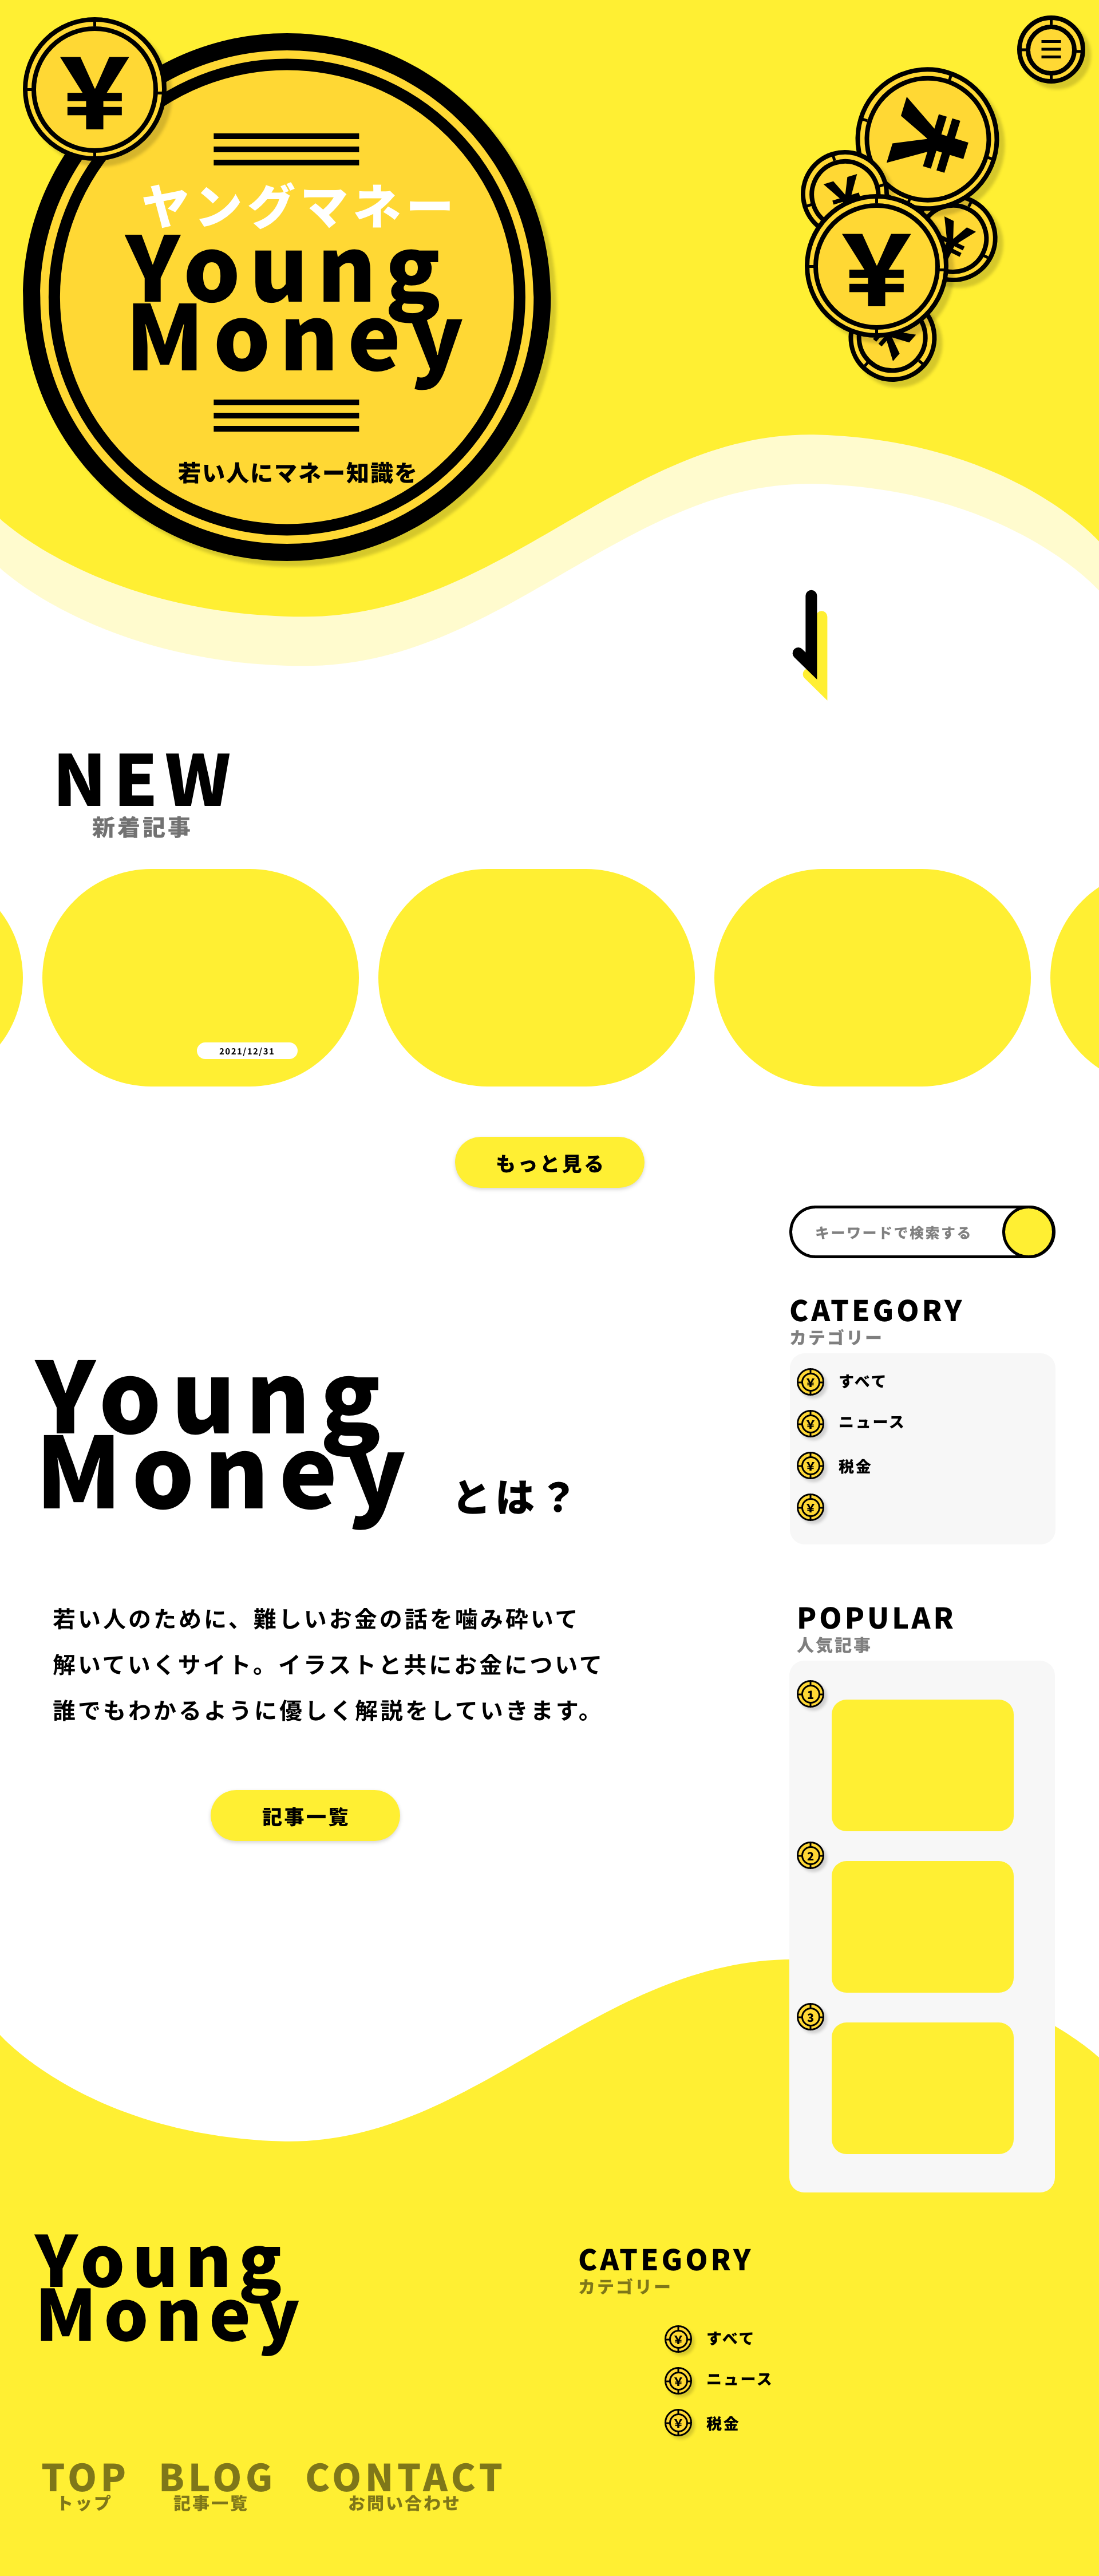 ¥
¥
¥
¥
¥
ヤングマネー
Young
Money
若い人にマネー知識を
NEW
新着記事
2021/12/31
もっと見る
キーワードで検索する
CATEGORY
カテゴリー
¥ すべて
¥ ニュース
¥ 税金
¥
Young
Money とは？
若い人のために、難しいお金の話を噛み砕いて
解いていくサイト。イラストと共にお金について
誰でもわかるように優しく解説をしていきます。
記事一覧
POPULAR
人気記事
1
2
3
Young
Money
CATEGORY
カテゴリー
¥ すべて
¥ ニュース
¥ 税金
TOP BLOG CONTACT
トップ 記事一覧 お問い合わせ